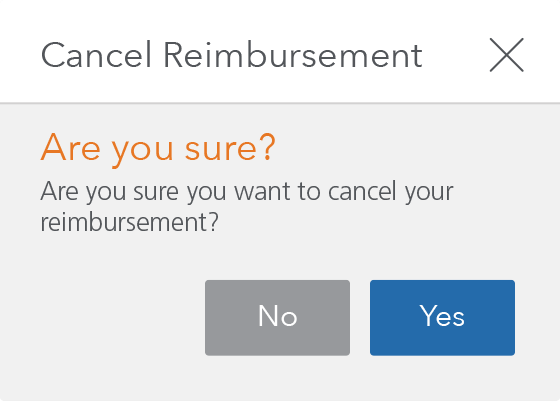 Cancel Reimbursement
Are you sure?
Are you sure you want to cancel your
reimbursement?
No
Yes